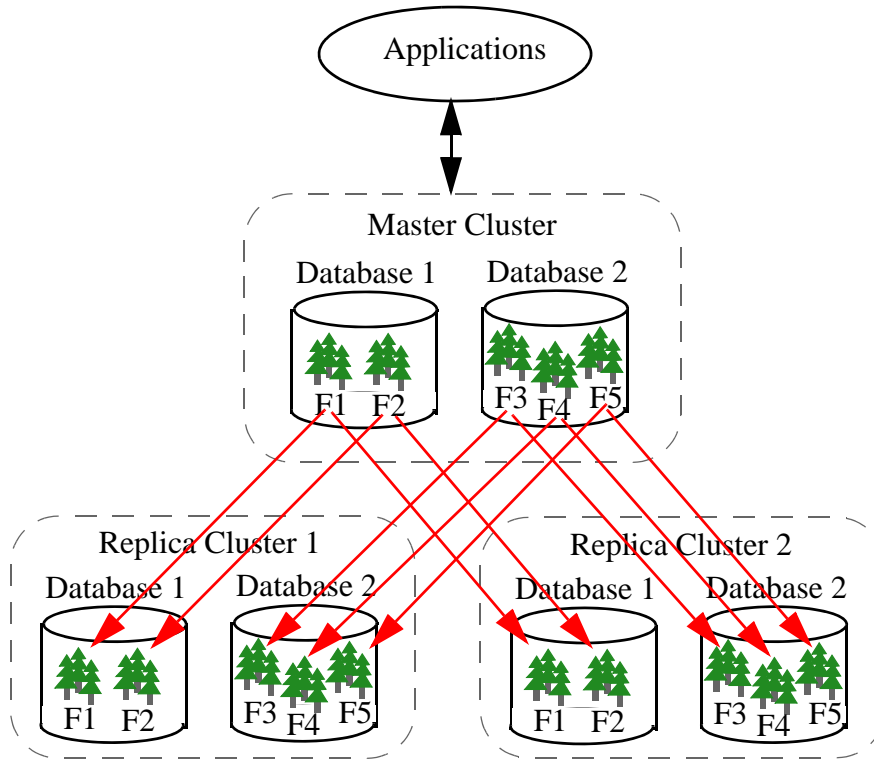 Applications
Master Cluster
Database 1
Database 2
F1
F2
F3
F4
F5
Replica Cluster 1
Database 1
Database 2
F1
F2
F3
F4
F5
Replica Cluster 2
Database 1
Database 2
F1
F2
F3
F4
F5